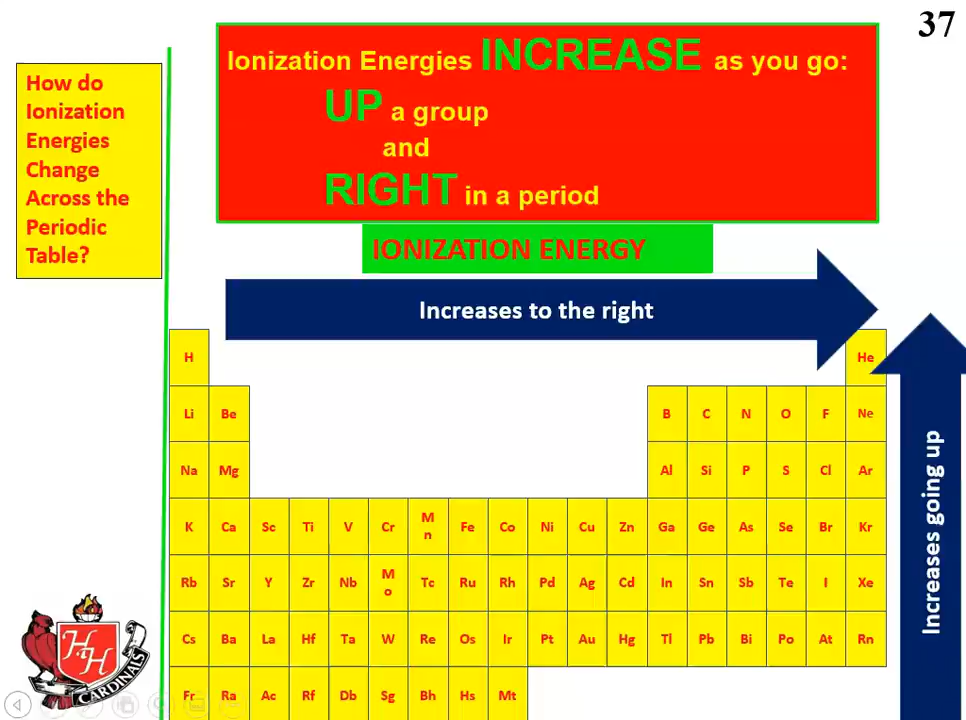 37
How do
Ionization
Energies
Change
Across the
Periodic
Table?
Ionization Energies INCREASE as you go:
UP a group
and
RIGHT in a period
IONIZATION ENERGY
Increases to the right
Increases going up
H He
Li Be B C N O F Ne
Na Mg Al Si P S Cl Ar
K Ca Sc Ti V Cr M
n Fe Co Ni Cu Zn Ga Ge As Se Br Kr
Rb Sr Y Zr Nb M
o Tc Ru Rh Pd Ag Cd In Sn Sb Te I Xe
Cs Ba La Hf Ta W Re Os Ir Pt Au Hg Tl Pb Bi Po At Rn
Fr Ra Ac Rf Db Sg Bh Hs Mt
HH
CARDINALS